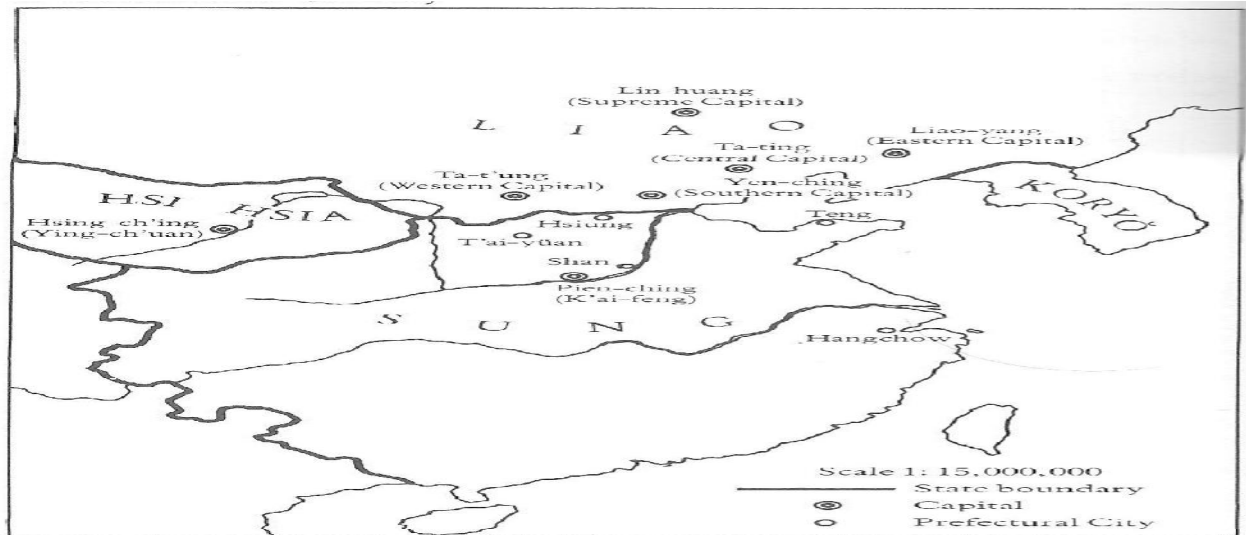 Lin-huang
(Supreme Capital)
L I A O
Liao-yang
(Eastern Capital)
Ta-ting
(Central Capital)
Ta-t'ung
(Western Capital)
Yen-ching
(Southern Capital)
HSI HSIA
Hsing ch'ing
(Ying-ch'uan)
KORYŎ
Hsiung
Teng
T'ai-yüan
Shan
Pien-ching
(K'ai-feng)
S U N G
Hangchow
Scale 1: 15,000,000
State boundary
Capital
Prefectural City